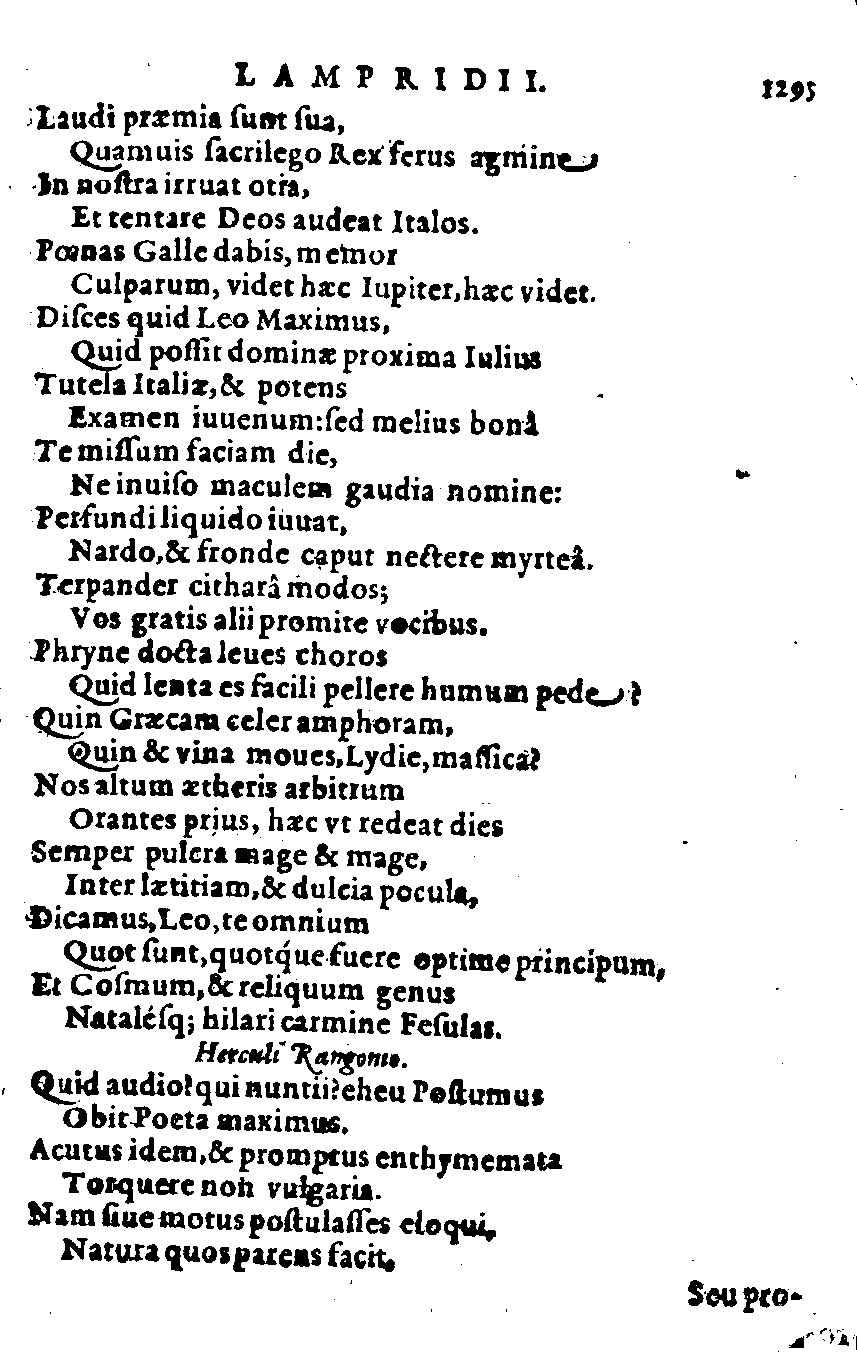 LAMPRIDII. 1295
Laudi præmia ſunt ſua,
Quamuis ſacrilego Rex ferus agmine
In noſtra irruat otia,
Et tentare Deos audeat Italos.
Pœnas Galle dabis, memor
Culparum, videt hæc Iupiter, hæc videt.
Diſces quid Leo Maximus,
Quid poſſit dominæ proxima Iulius
Tutela Italiæ, & potens
Examen iuuenum: ſed melius bonâ
Te miſſum faciam die,
Ne inuiſo maculem gaudia nomine:
Perfundi liquido iuuat,
Nardo, & fronde caput nectere myrteâ.
Terpander citharâ modos;
Vos gratis alii promite vocibus.
Phryne docta leues choros
Quid lenta es facili pellere humum pede?
Quin Græcam celer amphoram,
Quin & vina moues, Lydie, maſſica?
Nos altum ætheris arbitrum
Orantes prius, hæc vt redeat dies
Semper pulcra mage & mage,
Inter lætitiam, & dulcia pocula,
Dicamus, Leo, te omnium
Quot ſunt, quotq́ue fuere optime principum,
Et Coſmum, & reliquum genus
Nataléſq; hilari carmine Feſulas.
Herculi Rangonio.
Quid audio? qui nuntii? eheu Poſtumus
Obit Poeta maximus.
Acutus idem, & promptus enthymemata
Torquere non vulgaria.
Nam ſiue motus poſtulaſſes eloqui,
Natura quos parens facit,
Seu pro-